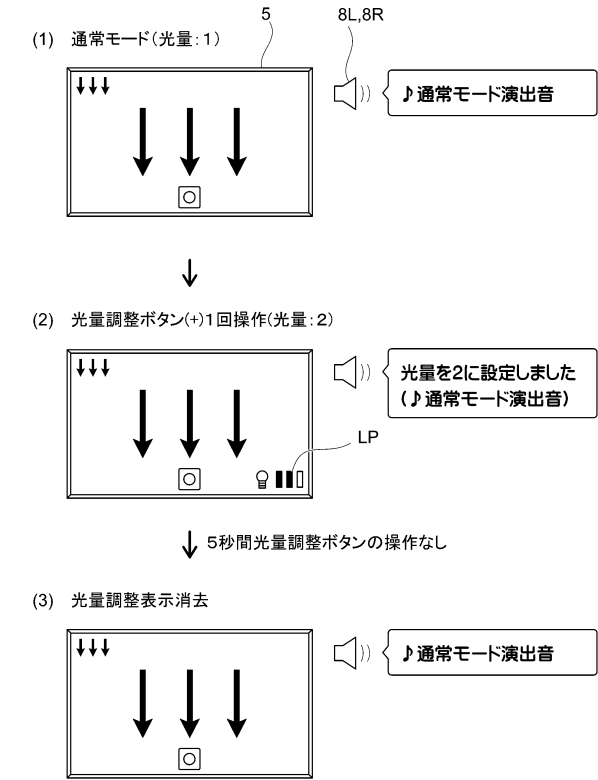 5
8L,8R
(1) 通常モード(光量:1)
♪通常モード演出音
(2) 光量調整ボタン(+)1回操作(光量:2)
光量を2に設定しました
(♪通常モード演出音)
LP
5秒間光量調整ボタンの操作なし
(3) 光量調整表示消去
♪通常モード演出音